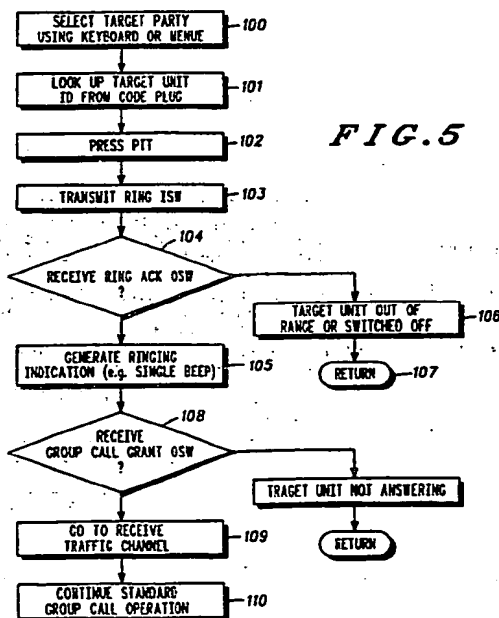 SELECT TARGET PARTY
USING KEYBOARD OR MENUE
100
LOOK UP TARGET UNIT
ID FROM CODE PLUG
101
PRESS PTT
102
FIG.5
TRANSMIT RING ISW
103
104
RECEIVE RING ACK OSW
?
TARGET UNIT OUT OF
RANGE OR SWITCHED OFF
106
GENERATE RINGING
INDICATION (e.g. SINGLE BEEP)
105
RETURN
107
108
RECEIVE
GROUP CALL GRANT OSW
?
TRAGET UNIT NOT ANSWERING
GO TO RECEIVE
TRAFFIC CHANNEL
109
RETURN
CONTINUE STANDARD
GROUP CALL OPERATION
110